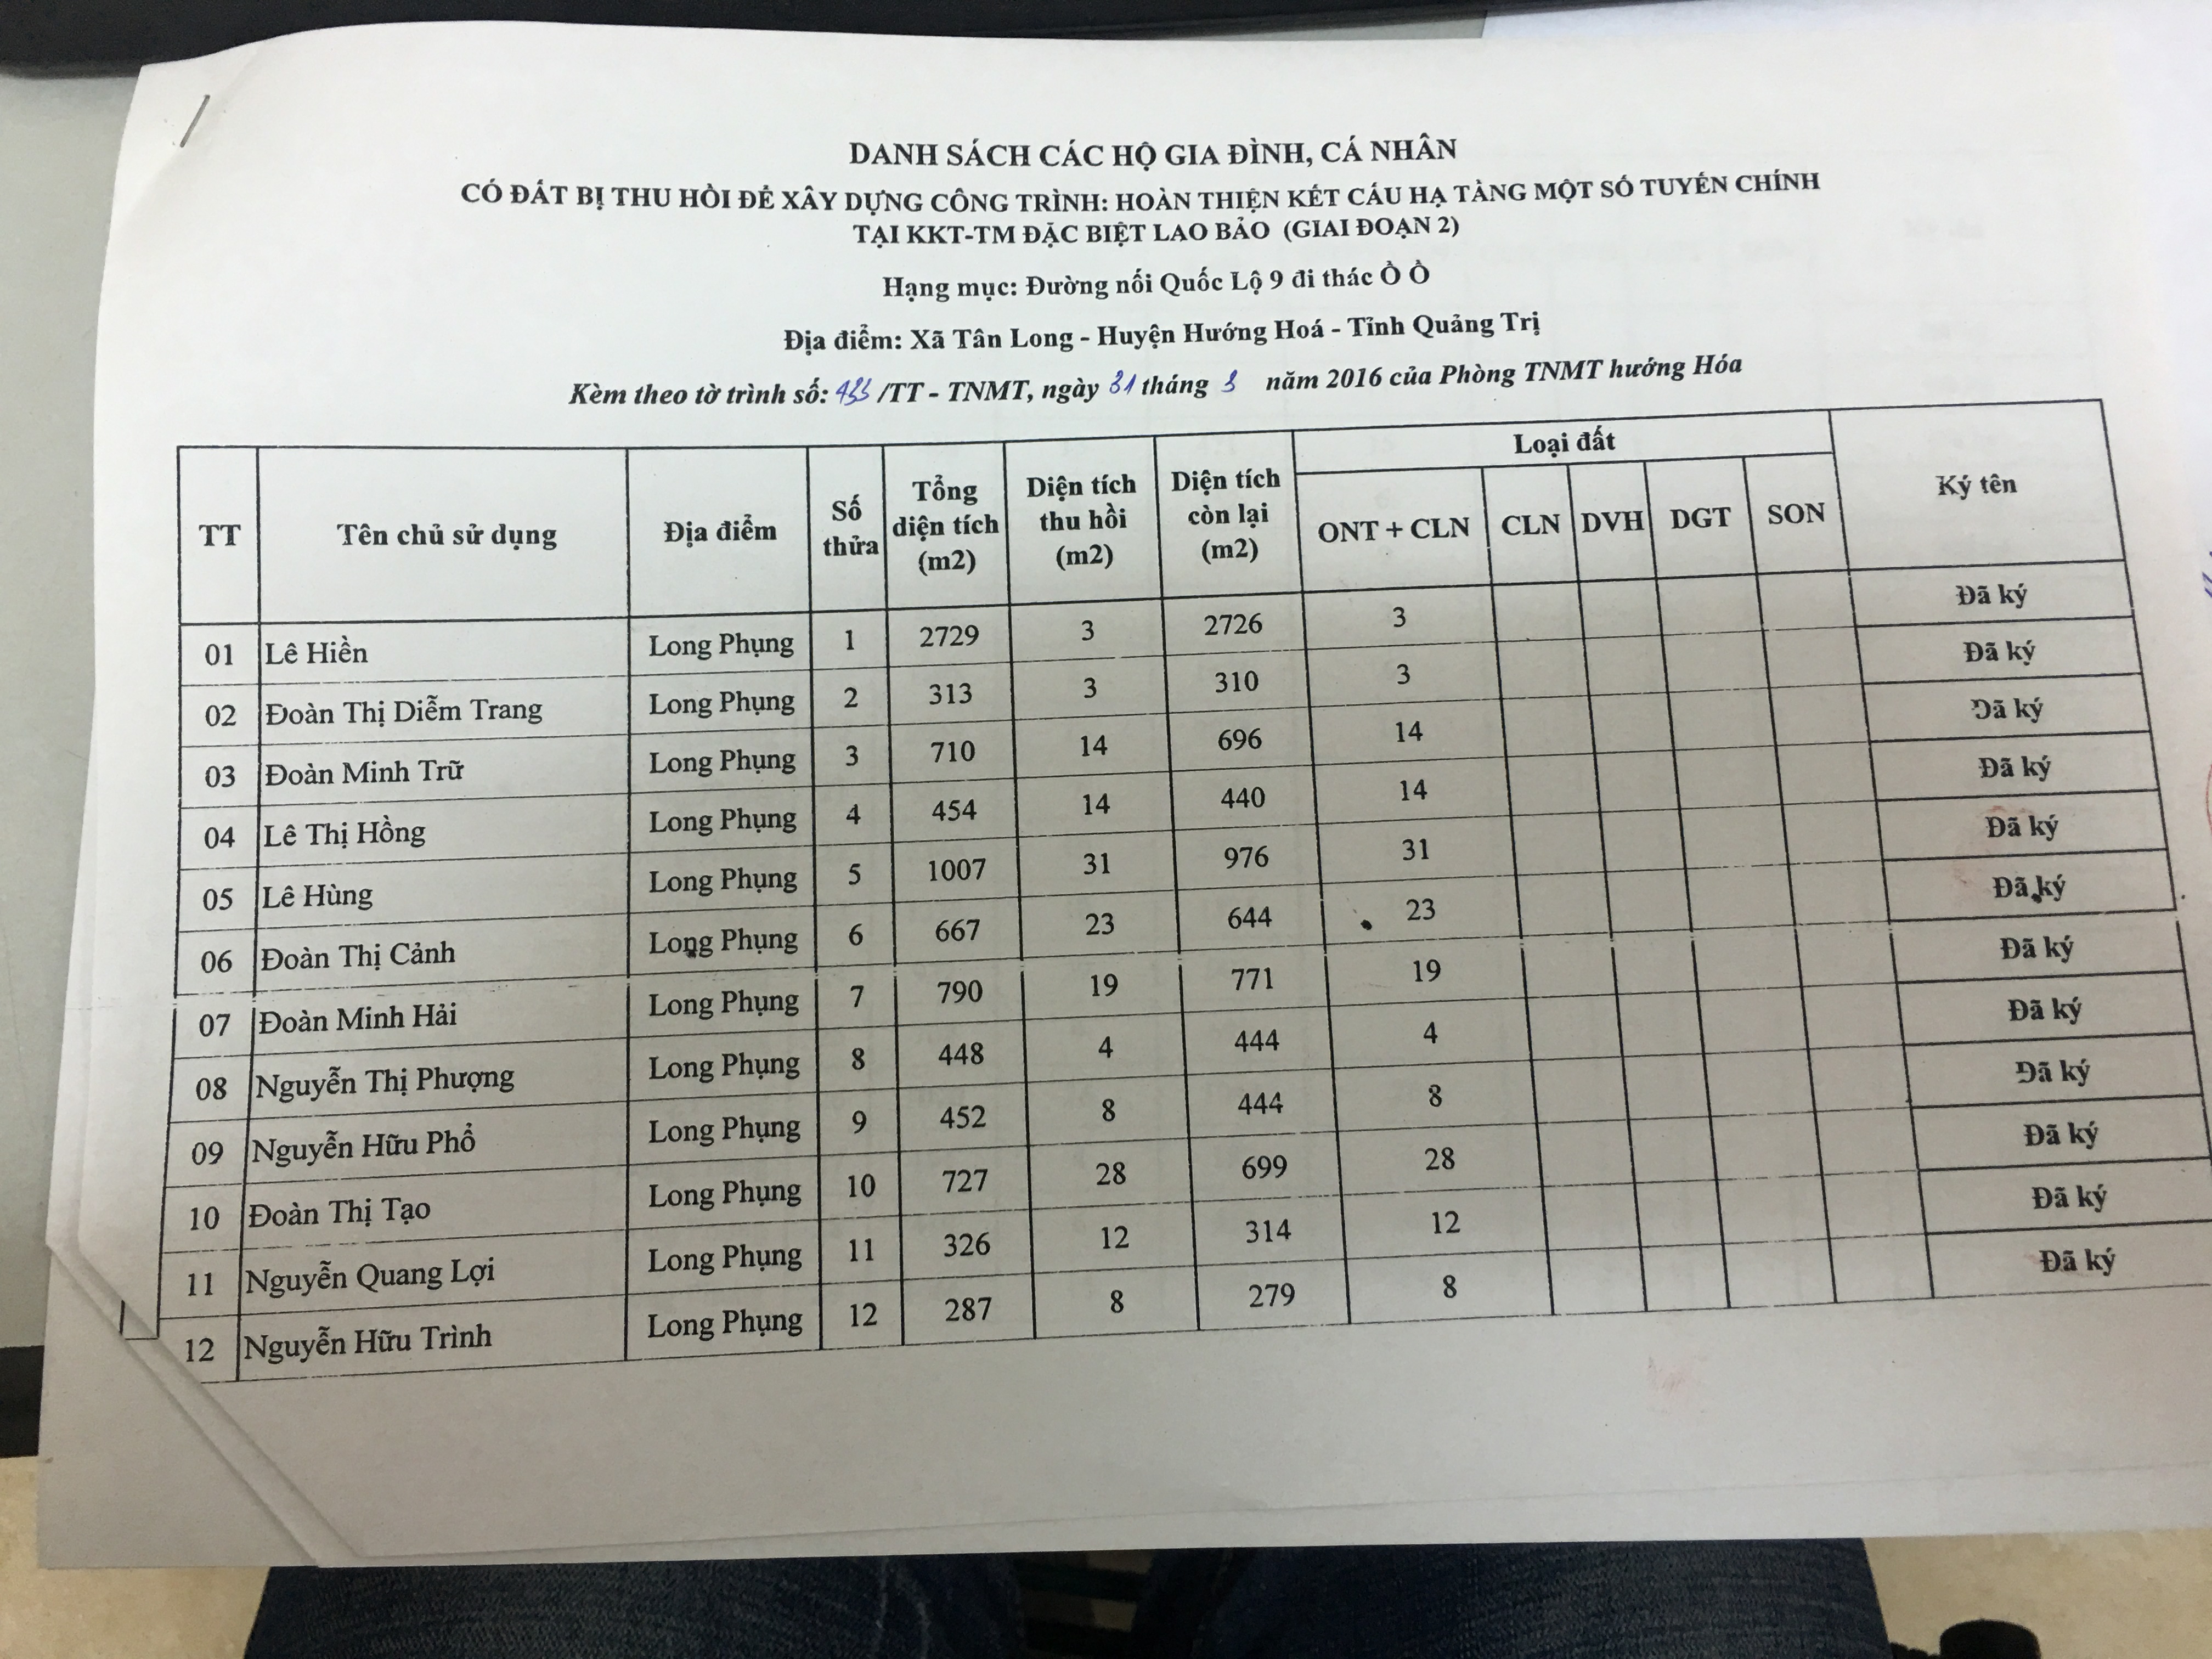 DANH SÁCH CÁC HỘ GIA ĐÌNH, CÁ NHÂN
CÓ ĐẤT BỊ THU HỒI ĐỂ XÂY DỰNG CÔNG TRÌNH: HOÀN THIỆN KẾT CẤU HẠ TẦNG MỘT SỐ TUYẾN CHÍNH
TẠI KKT-TM ĐẶC BIỆT LAO BẢO (GIAI ĐOẠN 2)
Hạng mục: Đường nối Quốc Lộ 9 đi thác Ồ Ồ
Địa điểm: Xã Tân Long - Huyện Hướng Hoá - Tỉnh Quảng Trị
Kèm theo tờ trình số: /TT - TNMT, ngày 31 tháng 3 năm 2016 của Phòng TNMT hướng Hóa
TT Tên chủ sử dụng Địa điểm Số thửa Tổng diện tích (m2) Diện tích thu hồi (m2) Diện tích còn lại (m2) Loại đất Ký tên
ONT + CLN CLN DVH DGT SON
01 Lê Hiền Long Phụng 1 2729 3 2726 3 Đã ký
02 Đoàn Thị Diễm Trang Long Phụng 2 313 3 310 3 Đã ký
03 Đoàn Minh Trữ Long Phụng 3 710 14 696 14 Đã ký
04 Lê Thị Hồng Long Phụng 4 454 14 440 14 Đã ký
05 Lê Hùng Long Phụng 5 1007 31 976 31 Đã ký
06 Đoàn Thị Cảnh Long Phụng 6 667 23 644 23 Đã ký
07 Đoàn Minh Hải Long Phụng 7 790 19 771 19 Đã ký
08 Nguyễn Thị Phượng Long Phụng 8 448 4 444 4 Đã ký
09 Nguyễn Hữu Phổ Long Phụng 9 452 8 444 8 Đã ký
10 Đoàn Thị Tạo Long Phụng 10 727 28 699 28 Đã ký
11 Nguyễn Quang Lợi Long Phụng 11 326 12 314 12 Đã ký
12 Nguyễn Hữu Trình Long Phụng 12 287 8 279 8 Đã ký